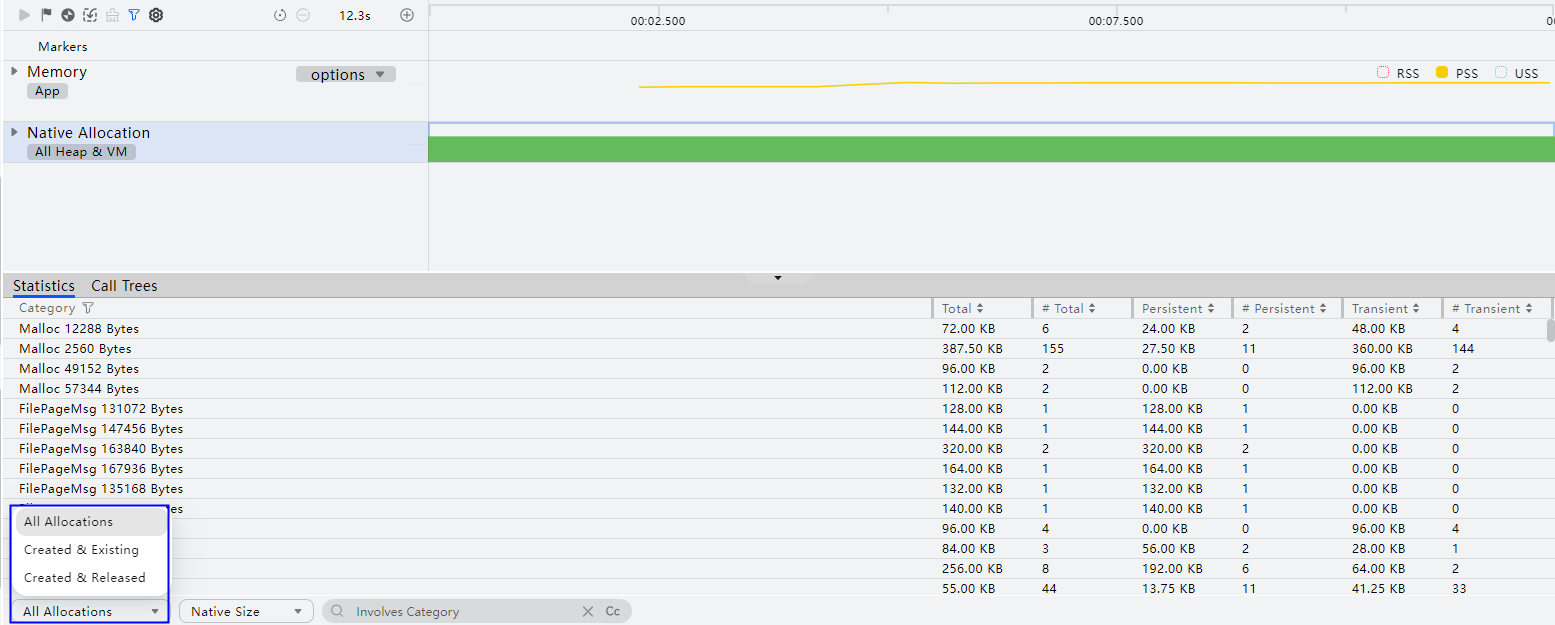 12.3s
00:02.500
00:07.500
00
Markers
Memory
options
RSS
PSS
USS
App
Native Allocation
All Heap & VM
Statistics
Call Trees
Category Total # Total Persistent # Persistent Transient # Transient
Malloc 12288 Bytes 72.00 KB 6 24.00 KB 2 48.00 KB 4
Malloc 2560 Bytes 387.50 KB 155 27.50 KB 11 360.00 KB 144
Malloc 49152 Bytes 96.00 KB 2 0.00 KB 0 96.00 KB 2
Malloc 57344 Bytes 112.00 KB 2 0.00 KB 0 112.00 KB 2
FilePageMsg 131072 Bytes 128.00 KB 1 128.00 KB 1 0.00 KB 0
FilePageMsg 147456 Bytes 144.00 KB 1 144.00 KB 1 0.00 KB 0
FilePageMsg 163840 Bytes 320.00 KB 2 320.00 KB 2 0.00 KB 0
FilePageMsg 167936 Bytes 164.00 KB 1 164.00 KB 1 0.00 KB 0
FilePageMsg 135168 Bytes 132.00 KB 1 132.00 KB 1 0.00 KB 0
140.00 KB 1 140.00 KB 1 0.00 KB 0
All Allocations
96.00 KB 4 0.00 KB 0 96.00 KB 4
Created & Existing
84.00 KB 3 56.00 KB 2 28.00 KB 1
256.00 KB 8 192.00 KB 6 64.00 KB 2
Created & Released
55.00 KB 44 13.75 KB 11 41.25 KB 33
All Allocations
Native Size
Involves Category
Cc